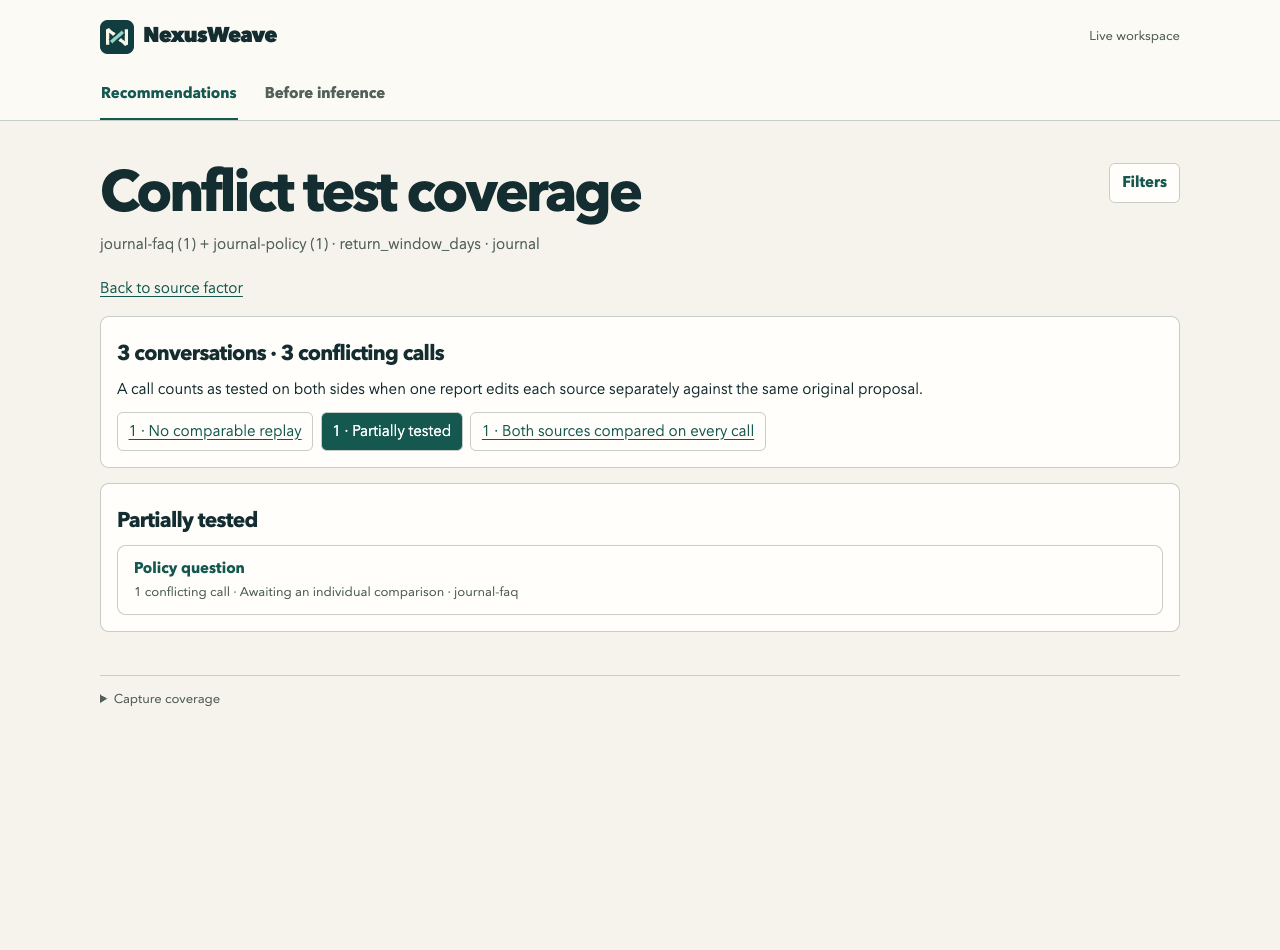 NexusWeave
Live workspace
Recommendations
Before inference
Conflict test coverage
Filters
journal-faq (1) + journal-policy (1) · return_window_days · journal
Back to source factor
3 conversations · 3 conflicting calls
A call counts as tested on both sides when one report edits each source separately against the same original proposal.
1 · No comparable replay
1 · Partially tested
1 · Both sources compared on every call
Partially tested
Policy question
1 conflicting call · Awaiting an individual comparison · journal-faq
Capture coverage